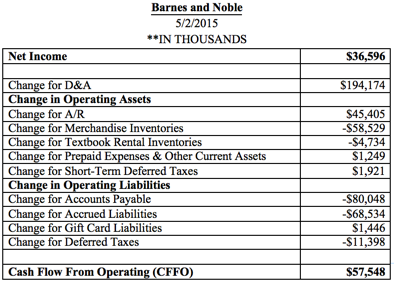 Barnes and Noble
5/2/2015
**IN THOUSANDS
Net Income $36,596
Change for D&A $194,174
Change in Operating Assets
Change for A/R $45,405
Change for Merchandise Inventories -$58,529
Change for Textbook Rental Inventories -$4,734
Change for Prepaid Expenses & Other Current Assets $1,249
Change for Short-Term Deferred Taxes $1,921
Change in Operating Liabilities
Change for Accounts Payable -$80,048
Change for Accrued Liabilities -$68,534
Change for Gift Card Liabilities $1,446
Change for Deferred Taxes -$11,398
Cash Flow From Operating (CFFO) $57,548